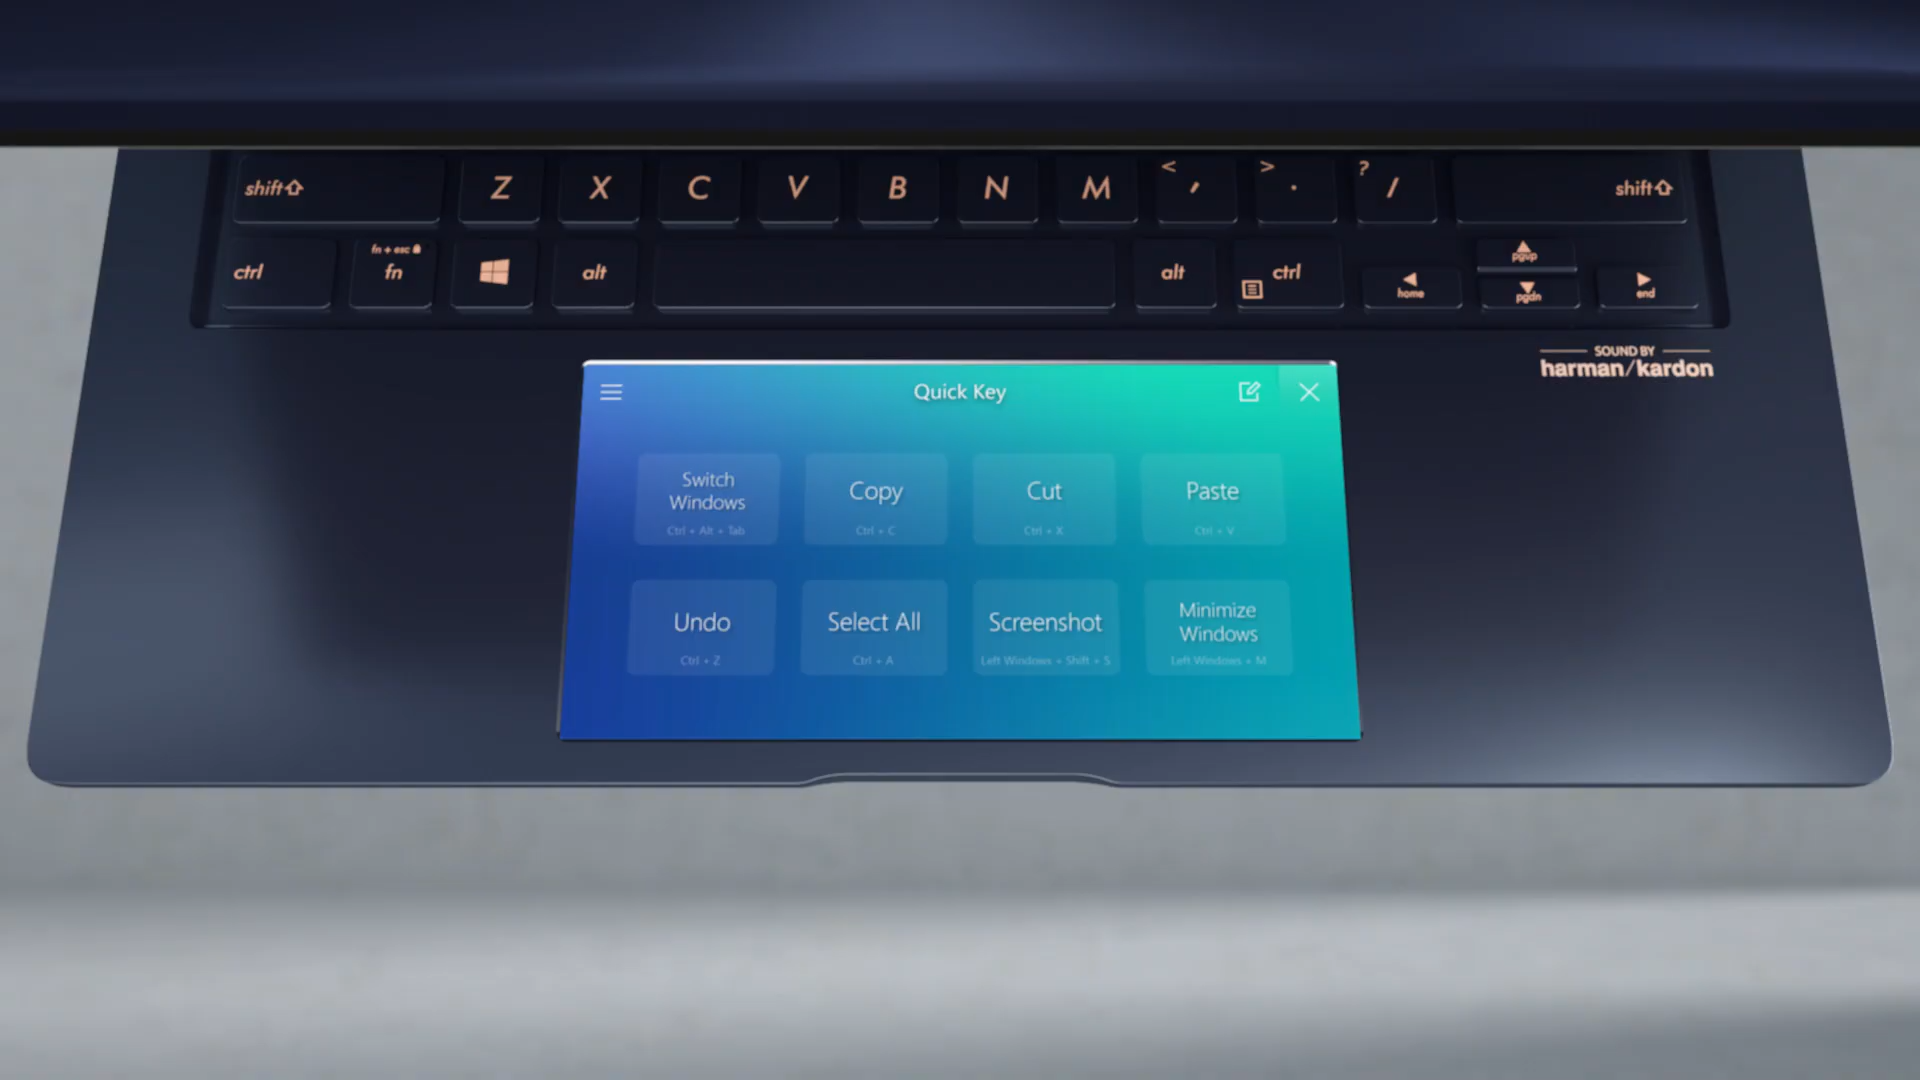 shift
Z
X
C
V
B
N
M
< ,
> .
? /
shift
ctrl
fn + esc
fn
alt
alt
ctrl
home
pgup
pgdn
end
SOUND BY
harman/kardon
Quick Key
Switch
Windows
Ctrl + Alt + Tab
Copy
Ctrl + C
Cut
Ctrl + X
Paste
Ctrl + V
Undo
Ctrl + Z
Select All
Ctrl + A
Screenshot
Left Windows + Shift + S
Minimize
Windows
Left Windows + M